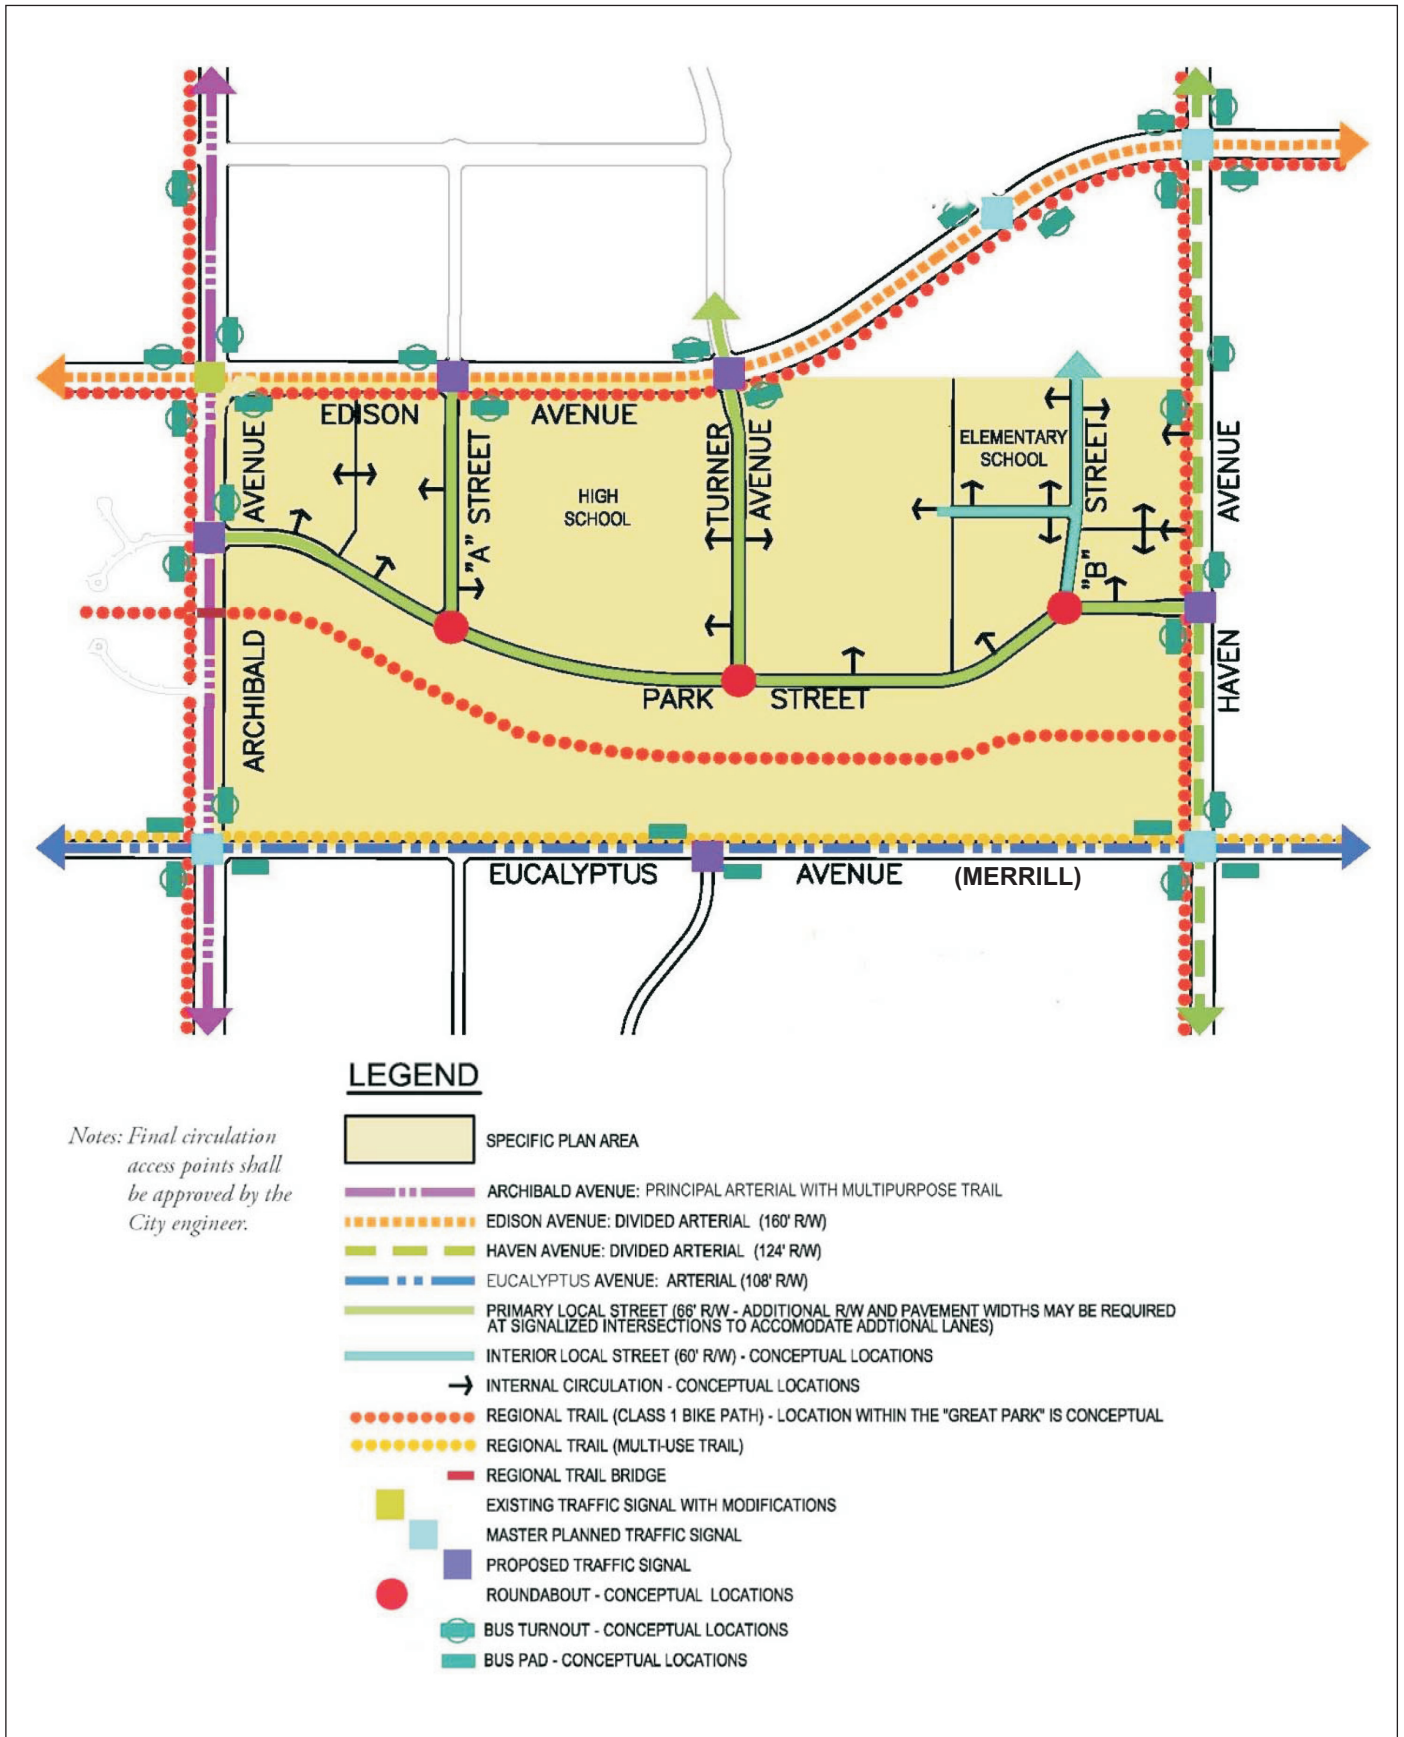 EDISON AVENUE
AVENUE
"A" STREET
TURNER
AVENUE
ELEMENTARY
SCHOOL
STREET
AVENUE
HIGH
SCHOOL
"B"
ARCHIBALD
PARK STREET
HAVEN
EUCALYPTUS AVENUE (MERRILL)
LEGEND
Notes: Final circulation
access points shall
be approved by the
City engineer.
SPECIFIC PLAN AREA
ARCHIBALD AVENUE: PRINCIPAL ARTERIAL WITH MULTIPURPOSE TRAIL
EDISON AVENUE: DIVIDED ARTERIAL (160' R/W)
HAVEN AVENUE: DIVIDED ARTERIAL (124' R/W)
EUCALYPTUS AVENUE: ARTERIAL (108' R/W)
PRIMARY LOCAL STREET (66' R/W - ADDITIONAL R/W AND PAVEMENT WIDTHS MAY BE REQUIRED
AT SIGNALIZED INTERSECTIONS TO ACCOMODATE ADDTIONAL LANES)
INTERIOR LOCAL STREET (60' R/W) - CONCEPTUAL LOCATIONS
INTERNAL CIRCULATION - CONCEPTUAL LOCATIONS
REGIONAL TRAIL (CLASS 1 BIKE PATH) - LOCATION WITHIN THE "GREAT PARK" IS CONCEPTUAL
REGIONAL TRAIL (MULTI-USE TRAIL)
REGIONAL TRAIL BRIDGE
EXISTING TRAFFIC SIGNAL WITH MODIFICATIONS
MASTER PLANNED TRAFFIC SIGNAL
PROPOSED TRAFFIC SIGNAL
ROUNDABOUT - CONCEPTUAL LOCATIONS
BUS TURNOUT - CONCEPTUAL LOCATIONS
BUS PAD - CONCEPTUAL LOCATIONS